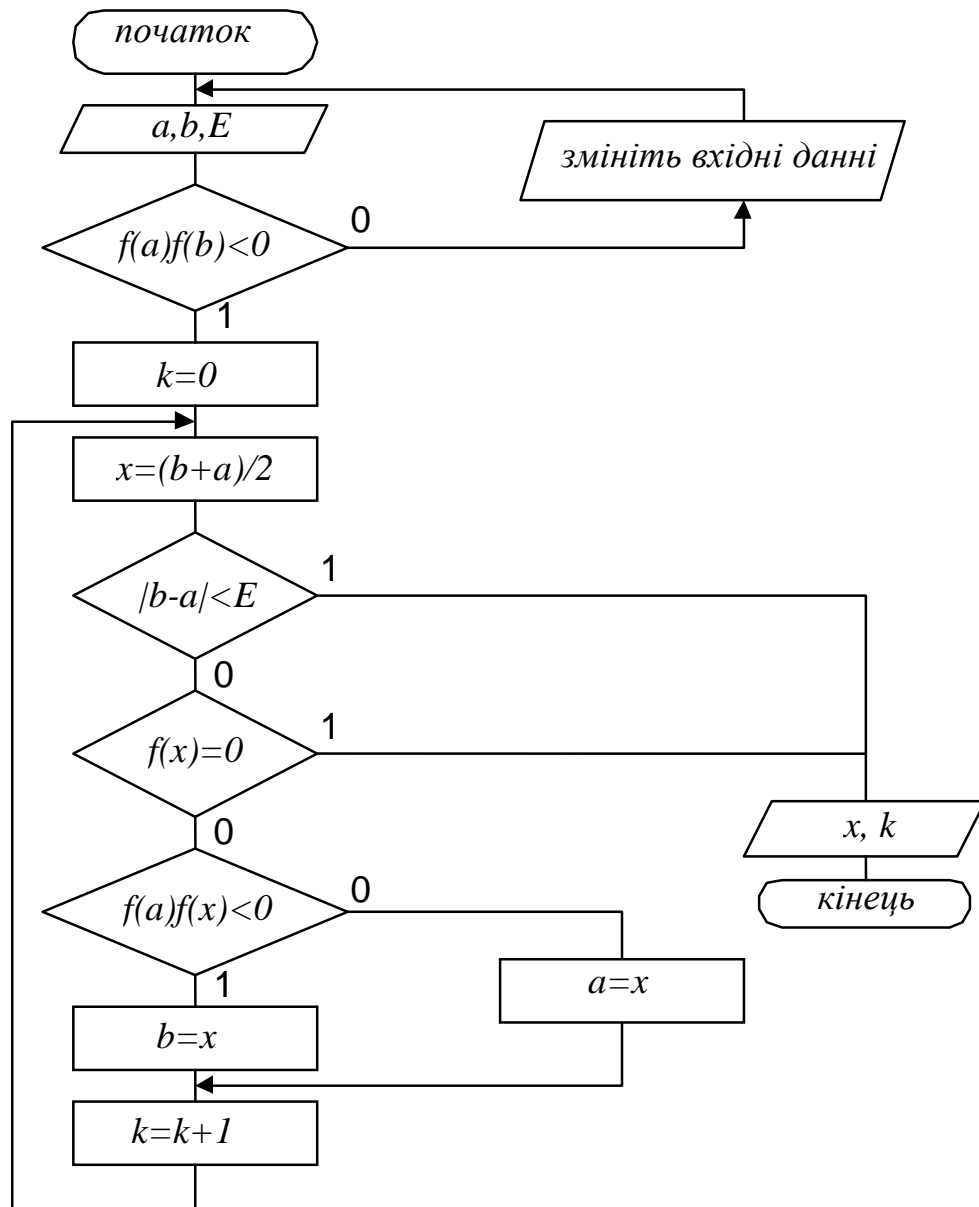 початок
a,b,E
змініть вхідні данні
f(a)f(b)<0
0
1
k=0
x=(b+a)/2
|b-a|<E
1
0
f(x)=0
1
0
x, k
f(a)f(x)<0
0
1
кінець
a=x
b=x
k=k+1